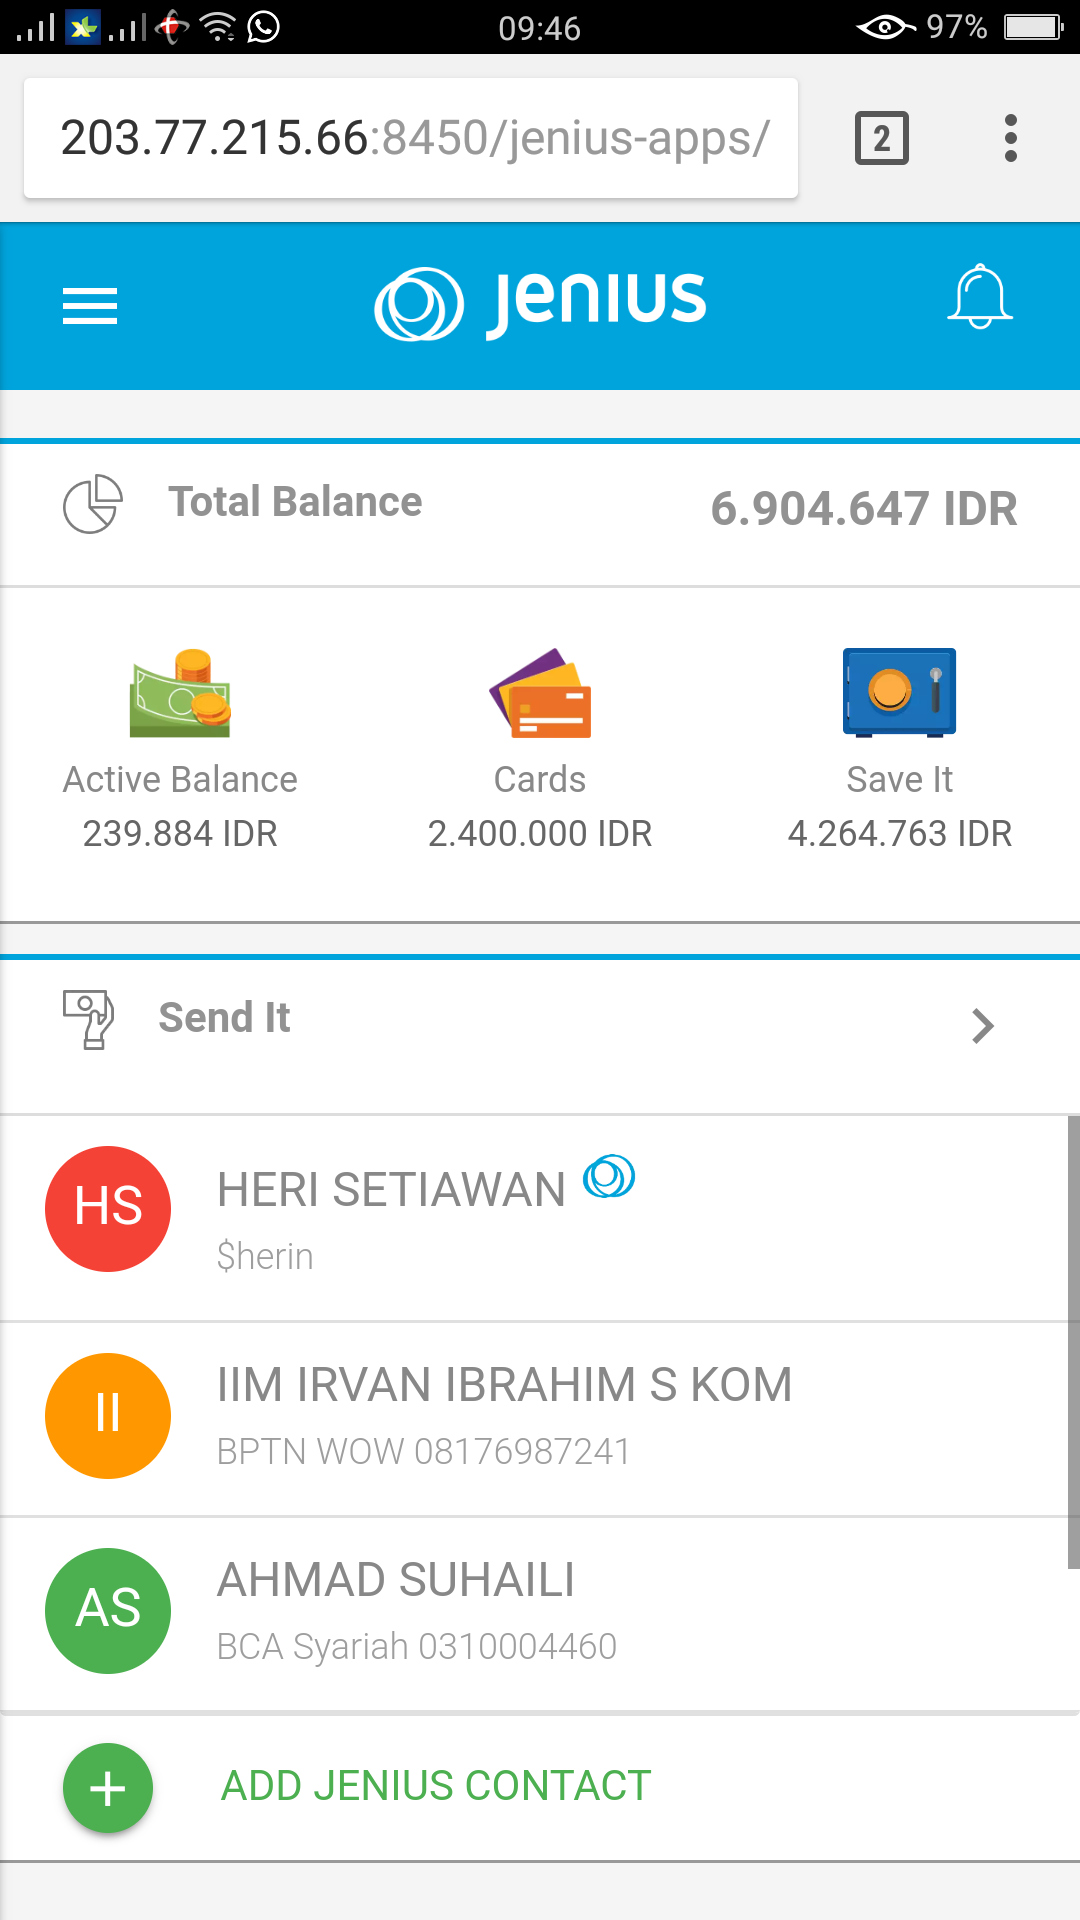 09:46
97%
203.77.215.66:8450/jenius-apps/
2
Jenius
Total Balance
6.904.647 IDR
Active Balance
239.884 IDR
Cards
2.400.000 IDR
Save It
4.264.763 IDR
Send It
HS
HERI SETIAWAN
$herin
II
IIM IRVAN IBRAHIM S KOM
BPTN WOW 08176987241
AS
AHMAD SUHAILI
BCA Syariah 0310004460
+
ADD JENIUS CONTACT